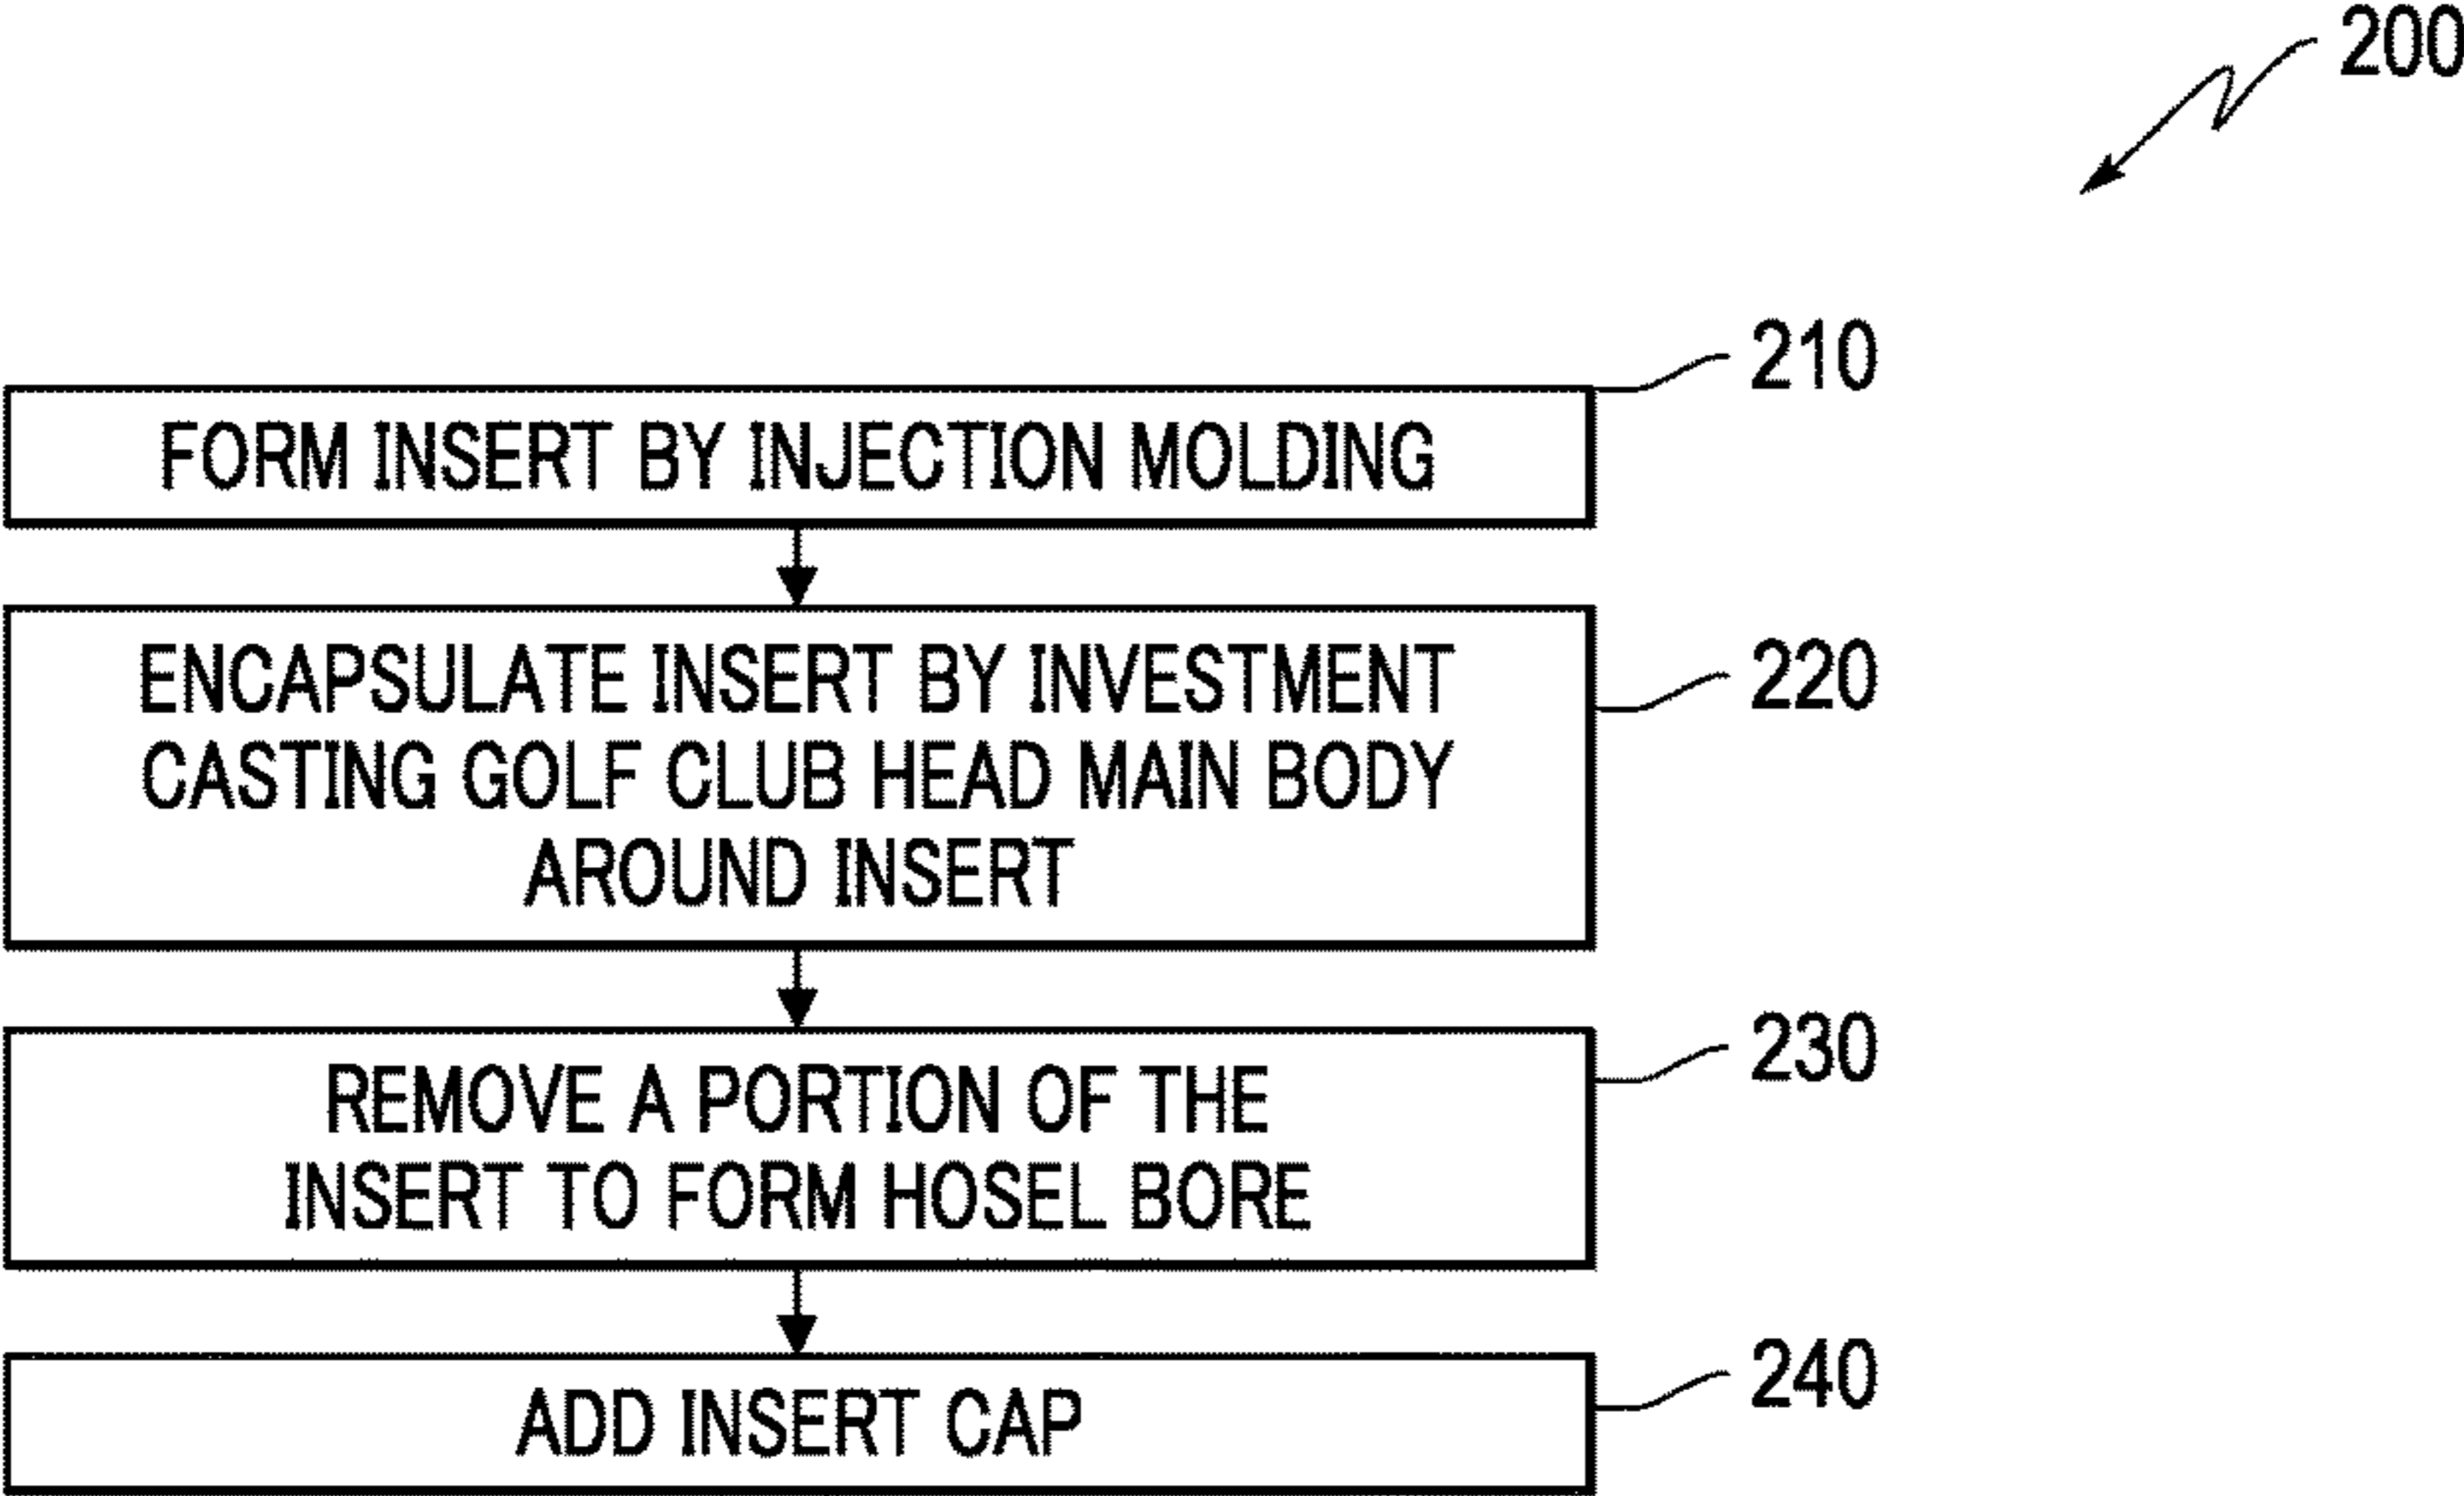 200
210
FORM INSERT BY INJECTION MOLDING
220
ENCAPSULATE INSERT BY INVESTMENT
CASTING GOLF CLUB HEAD MAIN BODY
AROUND INSERT
230
REMOVE A PORTION OF THE
INSERT TO FORM HOSEL BORE
240
ADD INSERT CAP